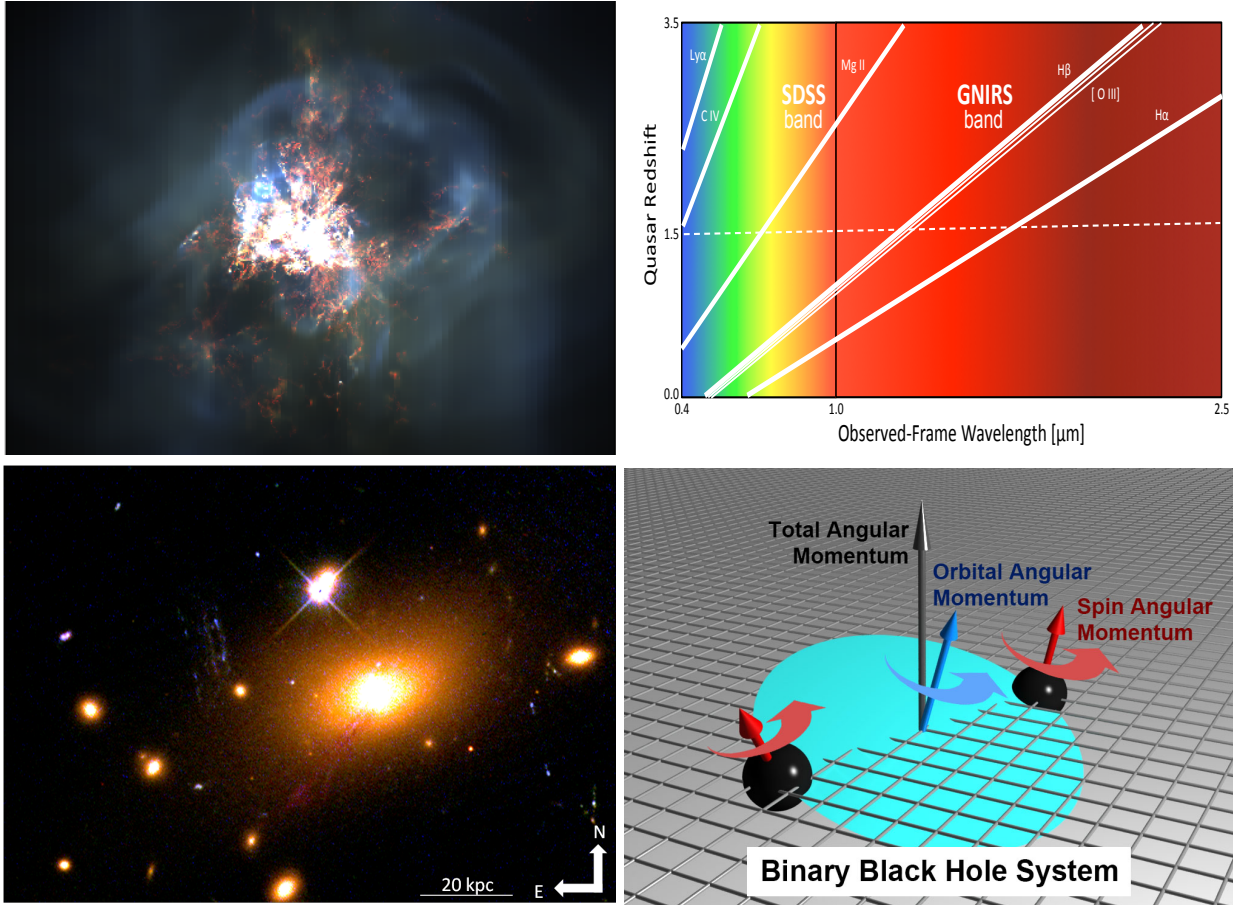 3.5
Lyα
Mg II
Hβ
SDSS
band
GNIRS
band
[ O III]
C IV
Hα
Quasar Redshift
1.5
0.0
0.4
1.0
2.5
Observed-Frame Wavelength [μm]
20 kpc
N
E
Total Angular
Momentum
Orbital Angular
Momentum
Spin Angular
Momentum
Binary Black Hole System